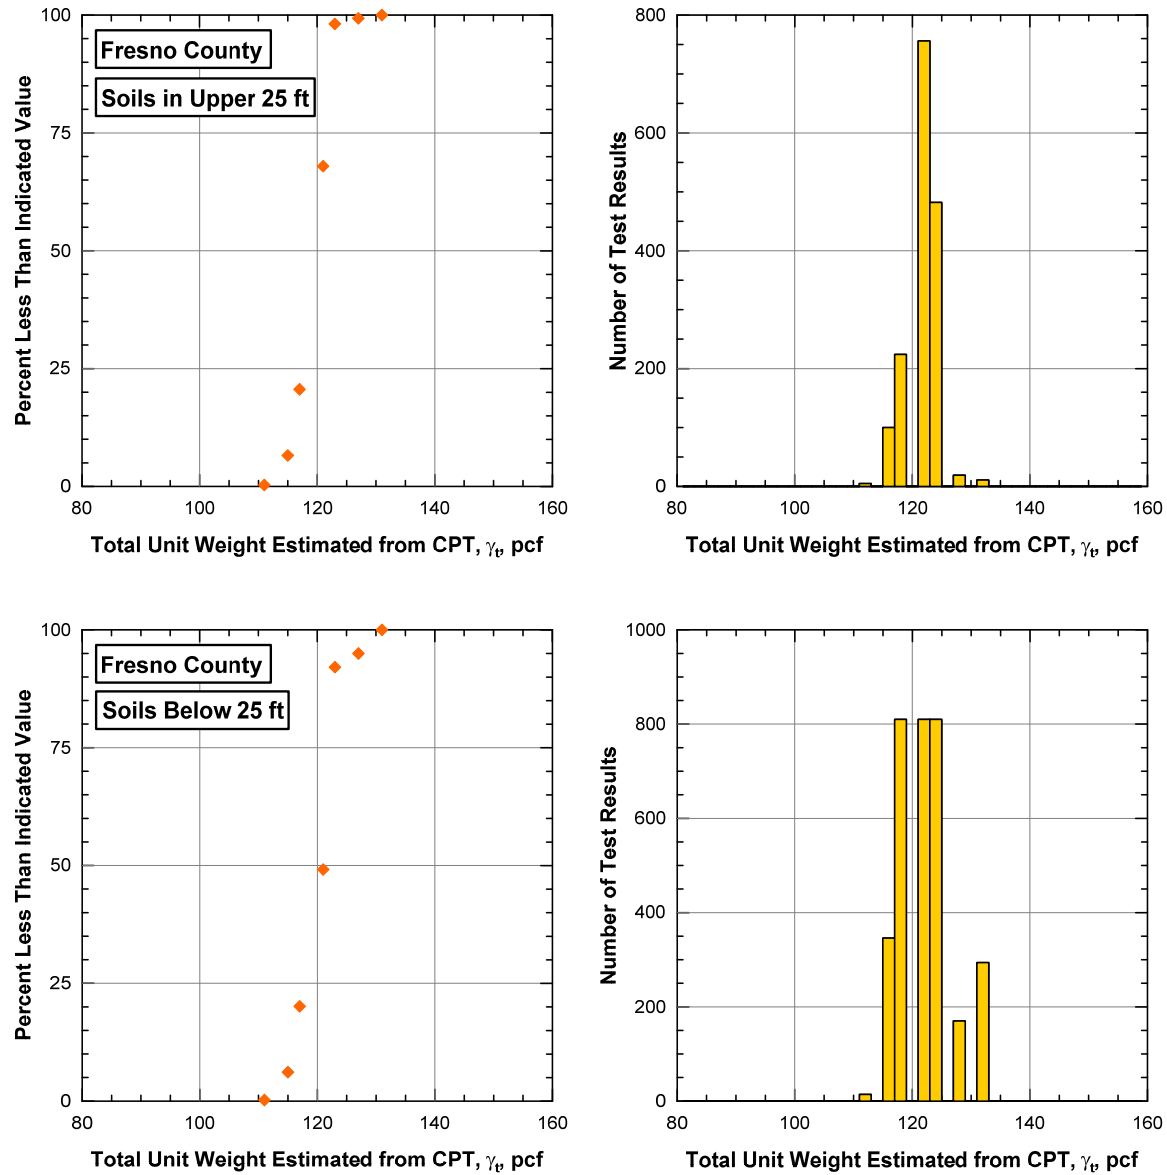 Fresno County
Soils in Upper 25 ft
Percent Less Than Indicated Value
100
75
50
25
0
80 100 120 140 160
Total Unit Weight Estimated from CPT, γt, pcf
Number of Test Results
800
600
400
200
0
80 100 120 140 160
Total Unit Weight Estimated from CPT, γt, pcf
Fresno County
Soils Below 25 ft
Percent Less Than Indicated Value
100
75
50
25
0
80 100 120 140 160
Total Unit Weight Estimated from CPT, γt, pcf
Number of Test Results
1000
800
600
400
200
0
80 100 120 140 160
Total Unit Weight Estimated from CPT, γt, pcf